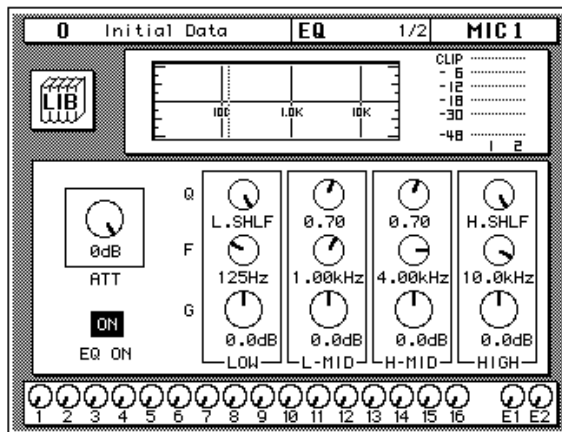 0 Initial Data EQ 1/2 MIC 1
LIB
100 1.0K 10K
CLIP
- 6
-12
-18
-30
-48
1 2
Q L.SHLF 0.70 0.70 H.SHLF
0dB
ATT
F 125Hz 1.00kHz 4.00kHz 10.0kHz
G 0.0dB 0.0dB 0.0dB 0.0dB
ON
EQ ON
LOW L-MID H-MID HIGH
1 2 3 4 5 6 7 8 9 10 11 12 13 14 15 16 E1 E2